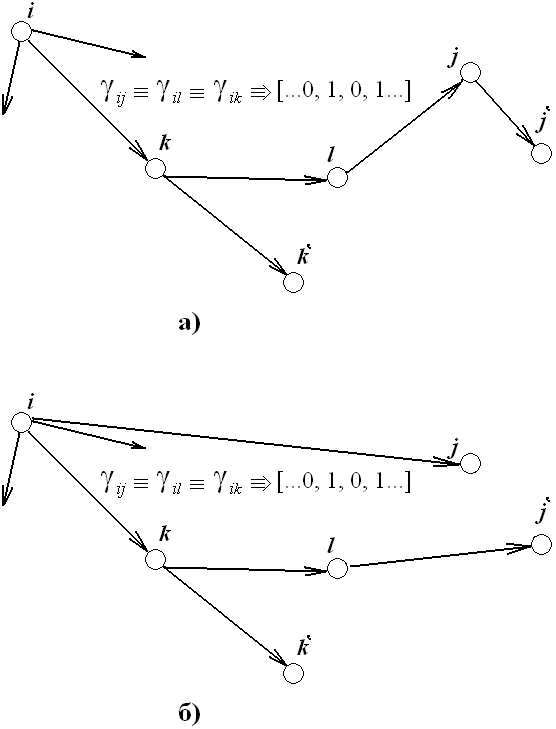 i
j
γij ≡ γil ≡ γik ⇛ [...0, 1, 0, 1...]
j`
k
l
k`
а)
i
j
γij ≡ γil ≡ γik ⇛ [...0, 1, 0, 1...]
j`
k
l
k`
б)